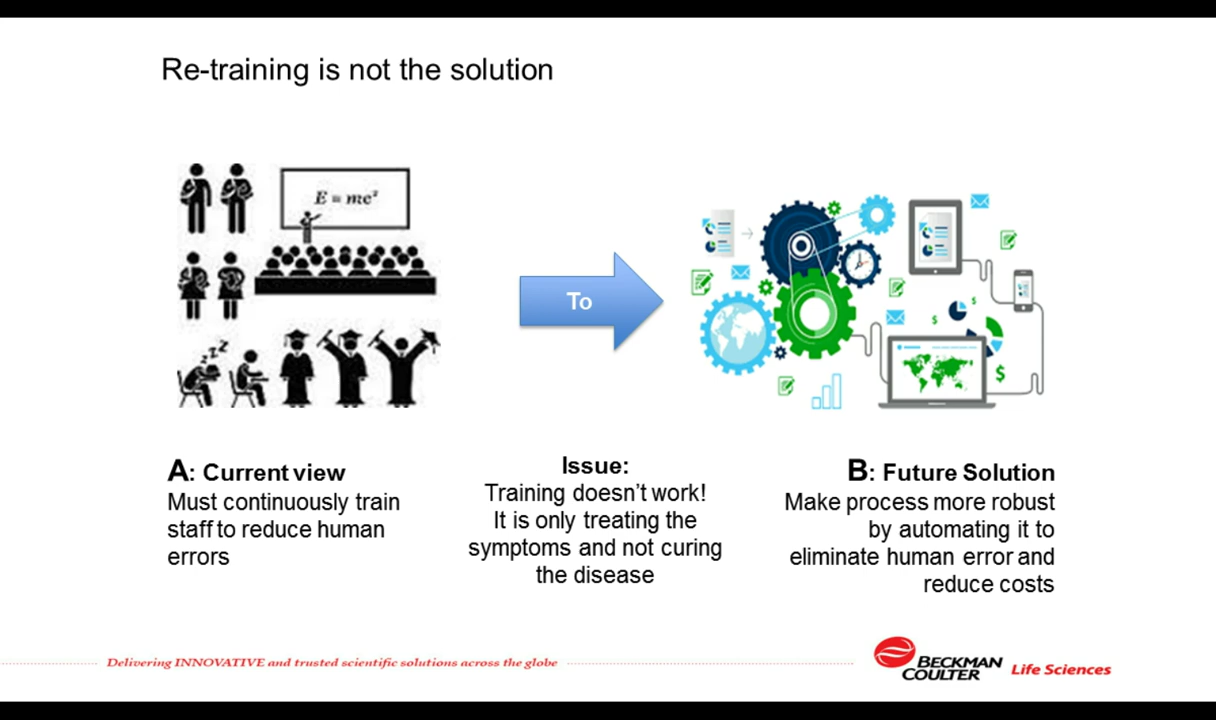 Re-training is not the solution
E = mc²
zzz
To
A: Current view
Must continuously train
staff to reduce human
errors
Issue:
Training doesn't work!
It is only treating the
symptoms and not curing
the disease
B: Future Solution
Make process more robust
by automating it to
eliminate human error and
reduce costs
$
$
$
Delivering INNOVATIVE and trusted scientific solutions across the globe
BECKMAN
COULTER
Life Sciences